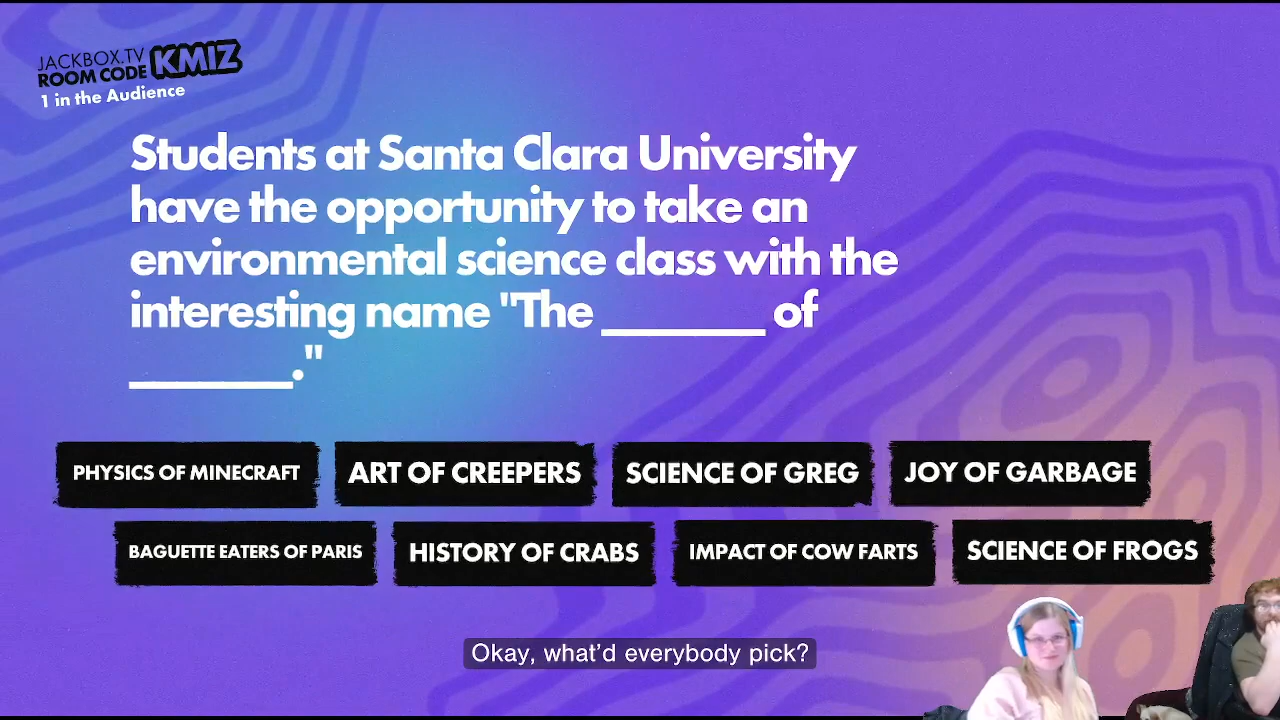 JACKBOX.TV
ROOM CODE KMIZ
1 in the Audience
Students at Santa Clara University
have the opportunity to take an
environmental science class with the
interesting name "The ______ of
______."
PHYSICS OF MINECRAFT
ART OF CREEPERS
SCIENCE OF GREG
JOY OF GARBAGE
BAGUETTE EATERS OF PARIS
HISTORY OF CRABS
IMPACT OF COW FARTS
SCIENCE OF FROGS
Okay, what'd everybody pick?